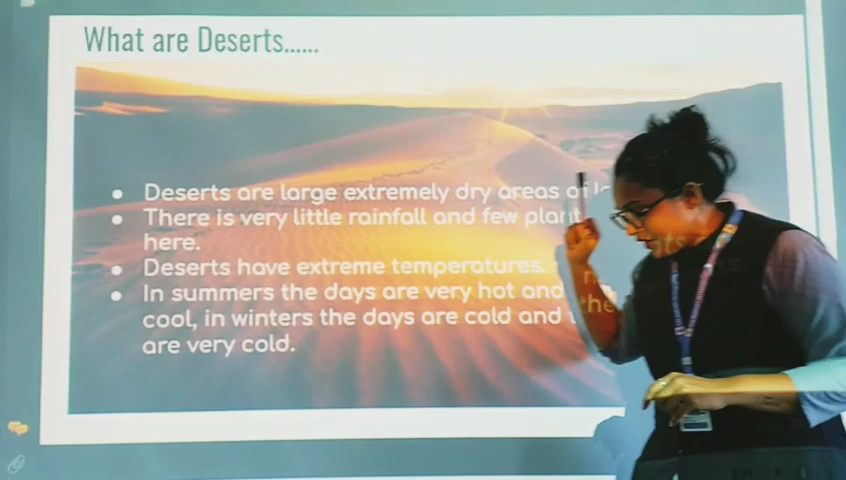 What are Deserts......
Deserts are large extremely dry areas of
There is very little rainfall and few plant
here.
Deserts have extreme temperatures.
In summers the days are very hot and
cool, in winters the days are cold and
are very cold.